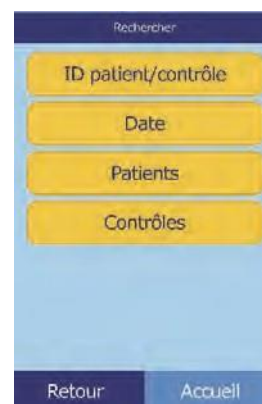 Rechercher
ID patient/contrôle
Date
Patients
Contrôles
Retour Accueil